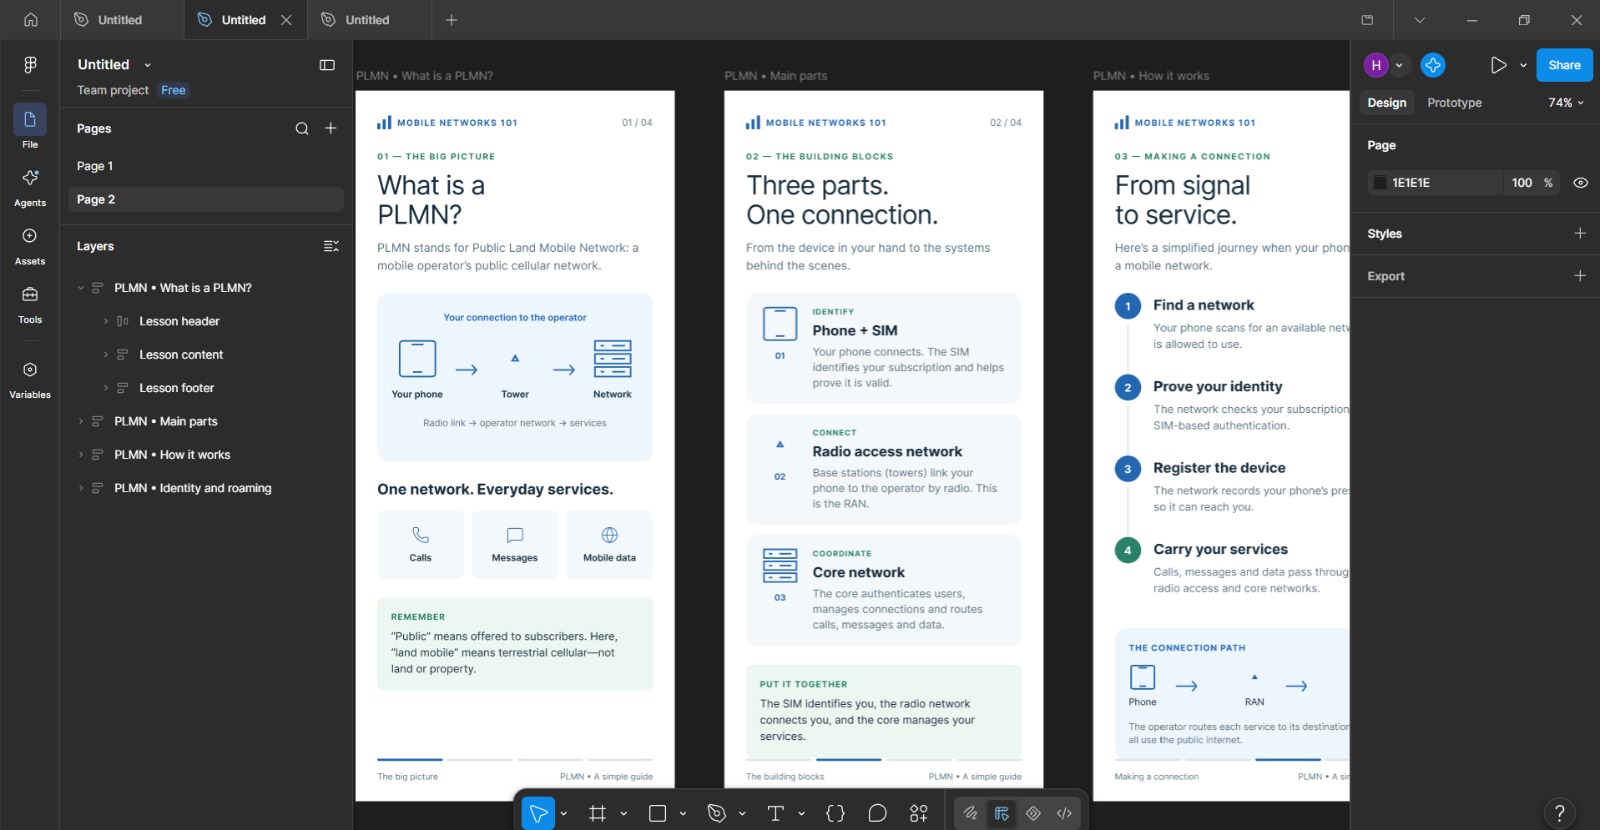 Untitled
Untitled
Untitled
Untitled
Team project Free
File
Agents
Assets
Tools
Variables
Pages
Page 1
Page 2
Layers
PLMN • What is a PLMN?
Lesson header
Lesson content
Lesson footer
PLMN • Main parts
PLMN • How it works
PLMN • Identity and roaming
PLMN • What is a PLMN?
MOBILE NETWORKS 101
01 / 04
01 — THE BIG PICTURE
What is a
PLMN?
PLMN stands for Public Land Mobile Network: a
mobile operator’s public cellular network.
Your connection to the operator
Your phone
Tower
Network
Radio link → operator network → services
One network. Everyday services.
Calls
Messages
Mobile data
REMEMBER
“Public” means offered to subscribers. Here,
“land mobile” means terrestrial cellular—not
land or property.
The big picture
PLMN • A simple guide
PLMN • Main parts
MOBILE NETWORKS 101
02 / 04
02 — THE BUILDING BLOCKS
Three parts.
One connection.
From the device in your hand to the systems
behind the scenes.
01
IDENTIFY
Phone + SIM
Your phone connects. The SIM
identifies your subscription and helps
prove it is valid.
02
CONNECT
Radio access network
Base stations (towers) link your
phone to the operator by radio. This
is the RAN.
03
COORDINATE
Core network
The core authenticates users,
manages connections and routes
calls, messages and data.
PUT IT TOGETHER
The SIM identifies you, the radio network
connects you, and the core manages your
services.
The building blocks
PLMN • A simple guide
PLMN • How it works
MOBILE NETWORKS 101
03 — MAKING A CONNECTION
From signal
to service.
Here’s a simplified journey when your phon
a mobile network.
1
Find a network
Your phone scans for an available netw
is allowed to use.
2
Prove your identity
The network checks your subscription
SIM-based authentication.
3
Register the device
The network records your phone’s pres
so it can reach you.
4
Carry your services
Calls, messages and data pass throug
radio access and core networks.
THE CONNECTION PATH
Phone
RAN
The operator routes each service to its destination
all use the public internet.
Making a connection
PLMN • A si
H
Share
Design
Prototype
74%
Page
1E1E1E
100 %
Styles
Export
?